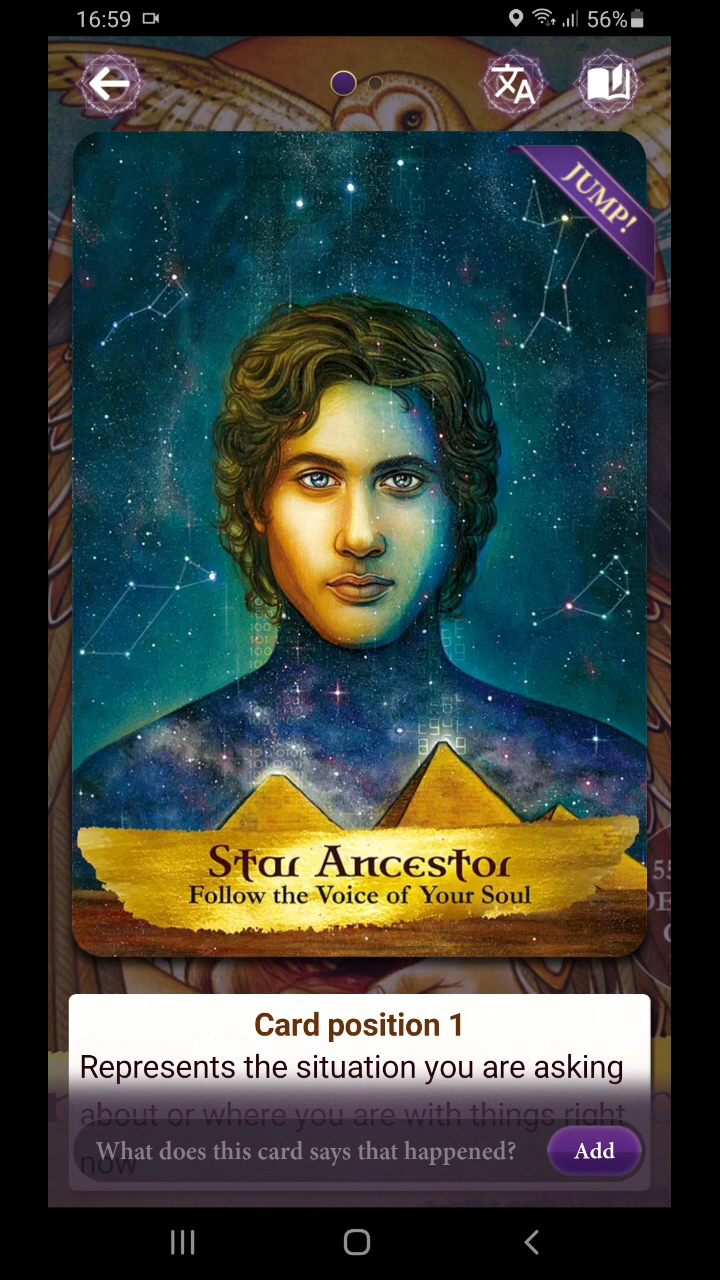 16:59
56%
JUMP!
Star Ancestor
Follow the Voice of Your Soul
Card position 1
Represents the situation you are asking
about or where you are with things right
now
What does this card says that happened?
Add